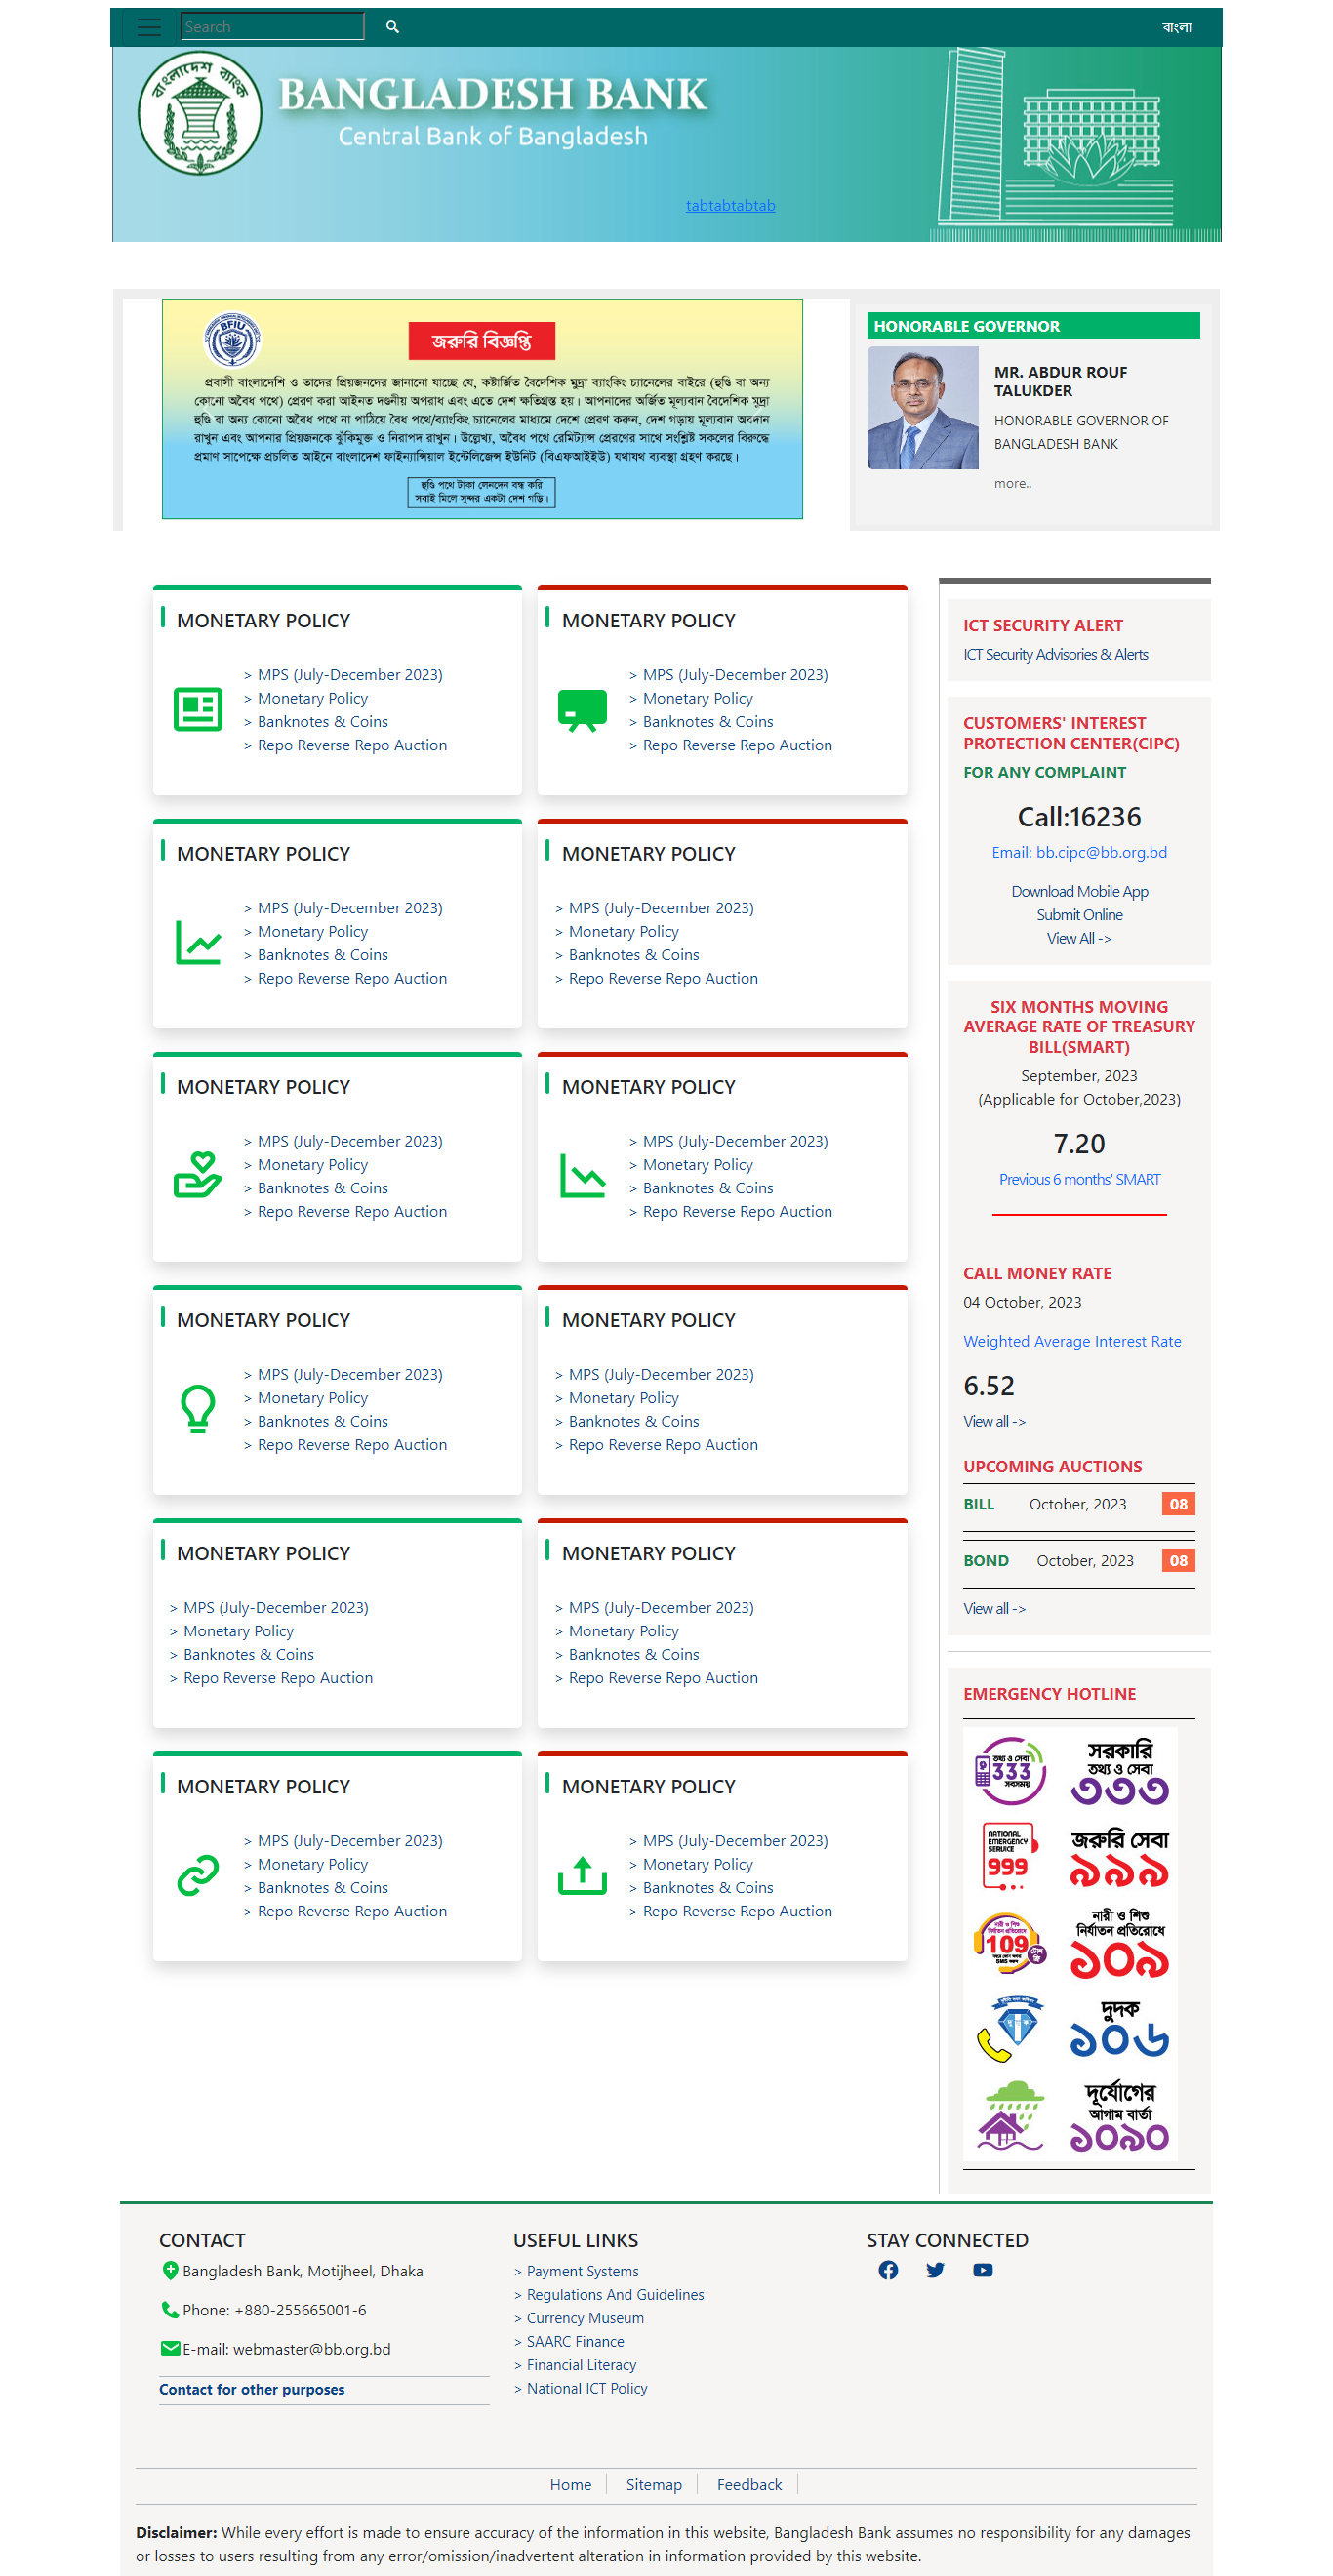 Search
বাংলা
বাংলাদেশ ব্যাংক
BANGLADESH BANK
Central Bank of Bangladesh
tabtabtabtab
BFIU
জরুরি বিজ্ঞপ্তি
প্রবাসী বাংলাদেশি ও তাদের প্রিয়জনদের জানানো যাচ্ছে যে, কষ্টার্জিত বৈদেশিক মুদ্রা ব্যাংকিং চ্যানেলের বাইরে (হুণ্ডি বা অন্য
কোনো অবৈধ পথে) প্রেরণ করা আইনত দণ্ডনীয় অপরাধ এবং এতে দেশ ক্ষতিগ্রস্ত হয়। আপনাদের অর্জিত মূল্যবান বৈদেশিক মুদ্রা
হুণ্ডি বা অন্য কোনো অবৈধ পথে না পাঠিয়ে বৈধ পথে/ব্যাংকিং চ্যানেলের মাধ্যমে দেশে প্রেরণ করুন, দেশ গড়ায় মূল্যবান অবদান
রাখুন এবং আপনার প্রিয়জনকে ঝুঁকিমুক্ত ও নিরাপদ রাখুন। উল্লেখ্য, অবৈধ পথে রেমিট্যান্স প্রেরণের সাথে সংশ্লিষ্ট সকলের বিরুদ্ধে
প্রমাণ সাপেক্ষে প্রচলিত আইনে বাংলাদেশ ফাইন্যান্সিয়াল ইন্টেলিজেন্স ইউনিট (বিএফআইইউ) যথাযথ ব্যবস্থা গ্রহণ করছে।
হুণ্ডি পথে টাকা লেনদেন বন্ধ করি
সবাই মিলে সুন্দর একটা দেশ গড়ি।
HONORABLE GOVERNOR
MR. ABDUR ROUF
TALUKDER
HONORABLE GOVERNOR OF
BANGLADESH BANK
more..
MONETARY POLICY
> MPS (July-December 2023)
> Monetary Policy
> Banknotes & Coins
> Repo Reverse Repo Auction
MONETARY POLICY
> MPS (July-December 2023)
> Monetary Policy
> Banknotes & Coins
> Repo Reverse Repo Auction
MONETARY POLICY
> MPS (July-December 2023)
> Monetary Policy
> Banknotes & Coins
> Repo Reverse Repo Auction
MONETARY POLICY
> MPS (July-December 2023)
> Monetary Policy
> Banknotes & Coins
> Repo Reverse Repo Auction
MONETARY POLICY
> MPS (July-December 2023)
> Monetary Policy
> Banknotes & Coins
> Repo Reverse Repo Auction
MONETARY POLICY
> MPS (July-December 2023)
> Monetary Policy
> Banknotes & Coins
> Repo Reverse Repo Auction
MONETARY POLICY
> MPS (July-December 2023)
> Monetary Policy
> Banknotes & Coins
> Repo Reverse Repo Auction
MONETARY POLICY
> MPS (July-December 2023)
> Monetary Policy
> Banknotes & Coins
> Repo Reverse Repo Auction
MONETARY POLICY
> MPS (July-December 2023)
> Monetary Policy
> Banknotes & Coins
> Repo Reverse Repo Auction
MONETARY POLICY
> MPS (July-December 2023)
> Monetary Policy
> Banknotes & Coins
> Repo Reverse Repo Auction
MONETARY POLICY
> MPS (July-December 2023)
> Monetary Policy
> Banknotes & Coins
> Repo Reverse Repo Auction
MONETARY POLICY
> MPS (July-December 2023)
> Monetary Policy
> Banknotes & Coins
> Repo Reverse Repo Auction
ICT SECURITY ALERT
ICT Security Advisories & Alerts
CUSTOMERS' INTEREST
PROTECTION CENTER(CIPC)
FOR ANY COMPLAINT
Call:16236
Email: bb.cipc@bb.org.bd
Download Mobile App
Submit Online
View All ->
SIX MONTHS MOVING
AVERAGE RATE OF TREASURY
BILL(SMART)
September, 2023
(Applicable for October,2023)
7.20
Previous 6 months' SMART
CALL MONEY RATE
04 October, 2023
Weighted Average Interest Rate
6.52
View all ->
UPCOMING AUCTIONS
BILL October, 2023 08
BOND October, 2023 08
View all ->
EMERGENCY HOTLINE
তথ্য ও সেবা
333
সবসময়
সরকারি
তথ্য ও সেবা
৩৩৩
NATIONAL
EMERGENCY
SERVICE
999
জরুরি সেবা
৯৯৯
নারী ও শিশু
109
নারী ও শিশু
নির্যাতন প্রতিরোধে
১০৯
দুদক
১০৬
দূর্যোগের
আগাম বার্তা
১০৯০
CONTACT
Bangladesh Bank, Motijheel, Dhaka
Phone: +880-255665001-6
E-mail: webmaster@bb.org.bd
Contact for other purposes
USEFUL LINKS
> Payment Systems
> Regulations And Guidelines
> Currency Museum
> SAARC Finance
> Financial Literacy
> National ICT Policy
STAY CONNECTED
Home Sitemap Feedback
Disclaimer: While every effort is made to ensure accuracy of the information in this website, Bangladesh Bank assumes no responsibility for any damages
or losses to users resulting from any error/omission/inadvertent alteration in information provided by this website.